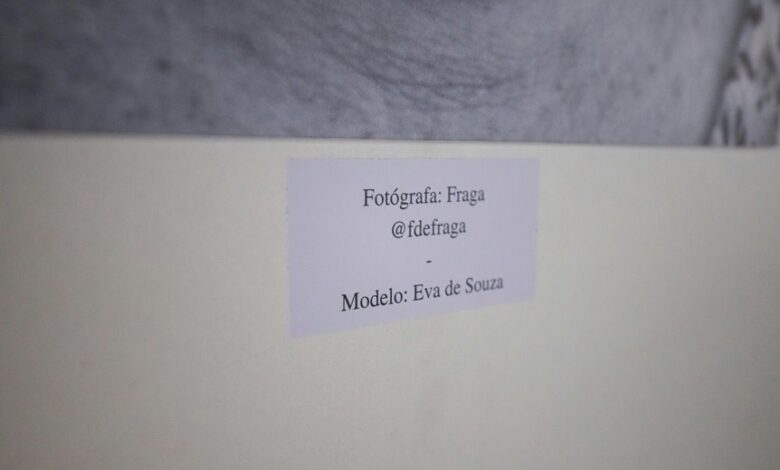 Fotógrafa: Fraga
@fdefraga
-
Modelo: Eva de Souza